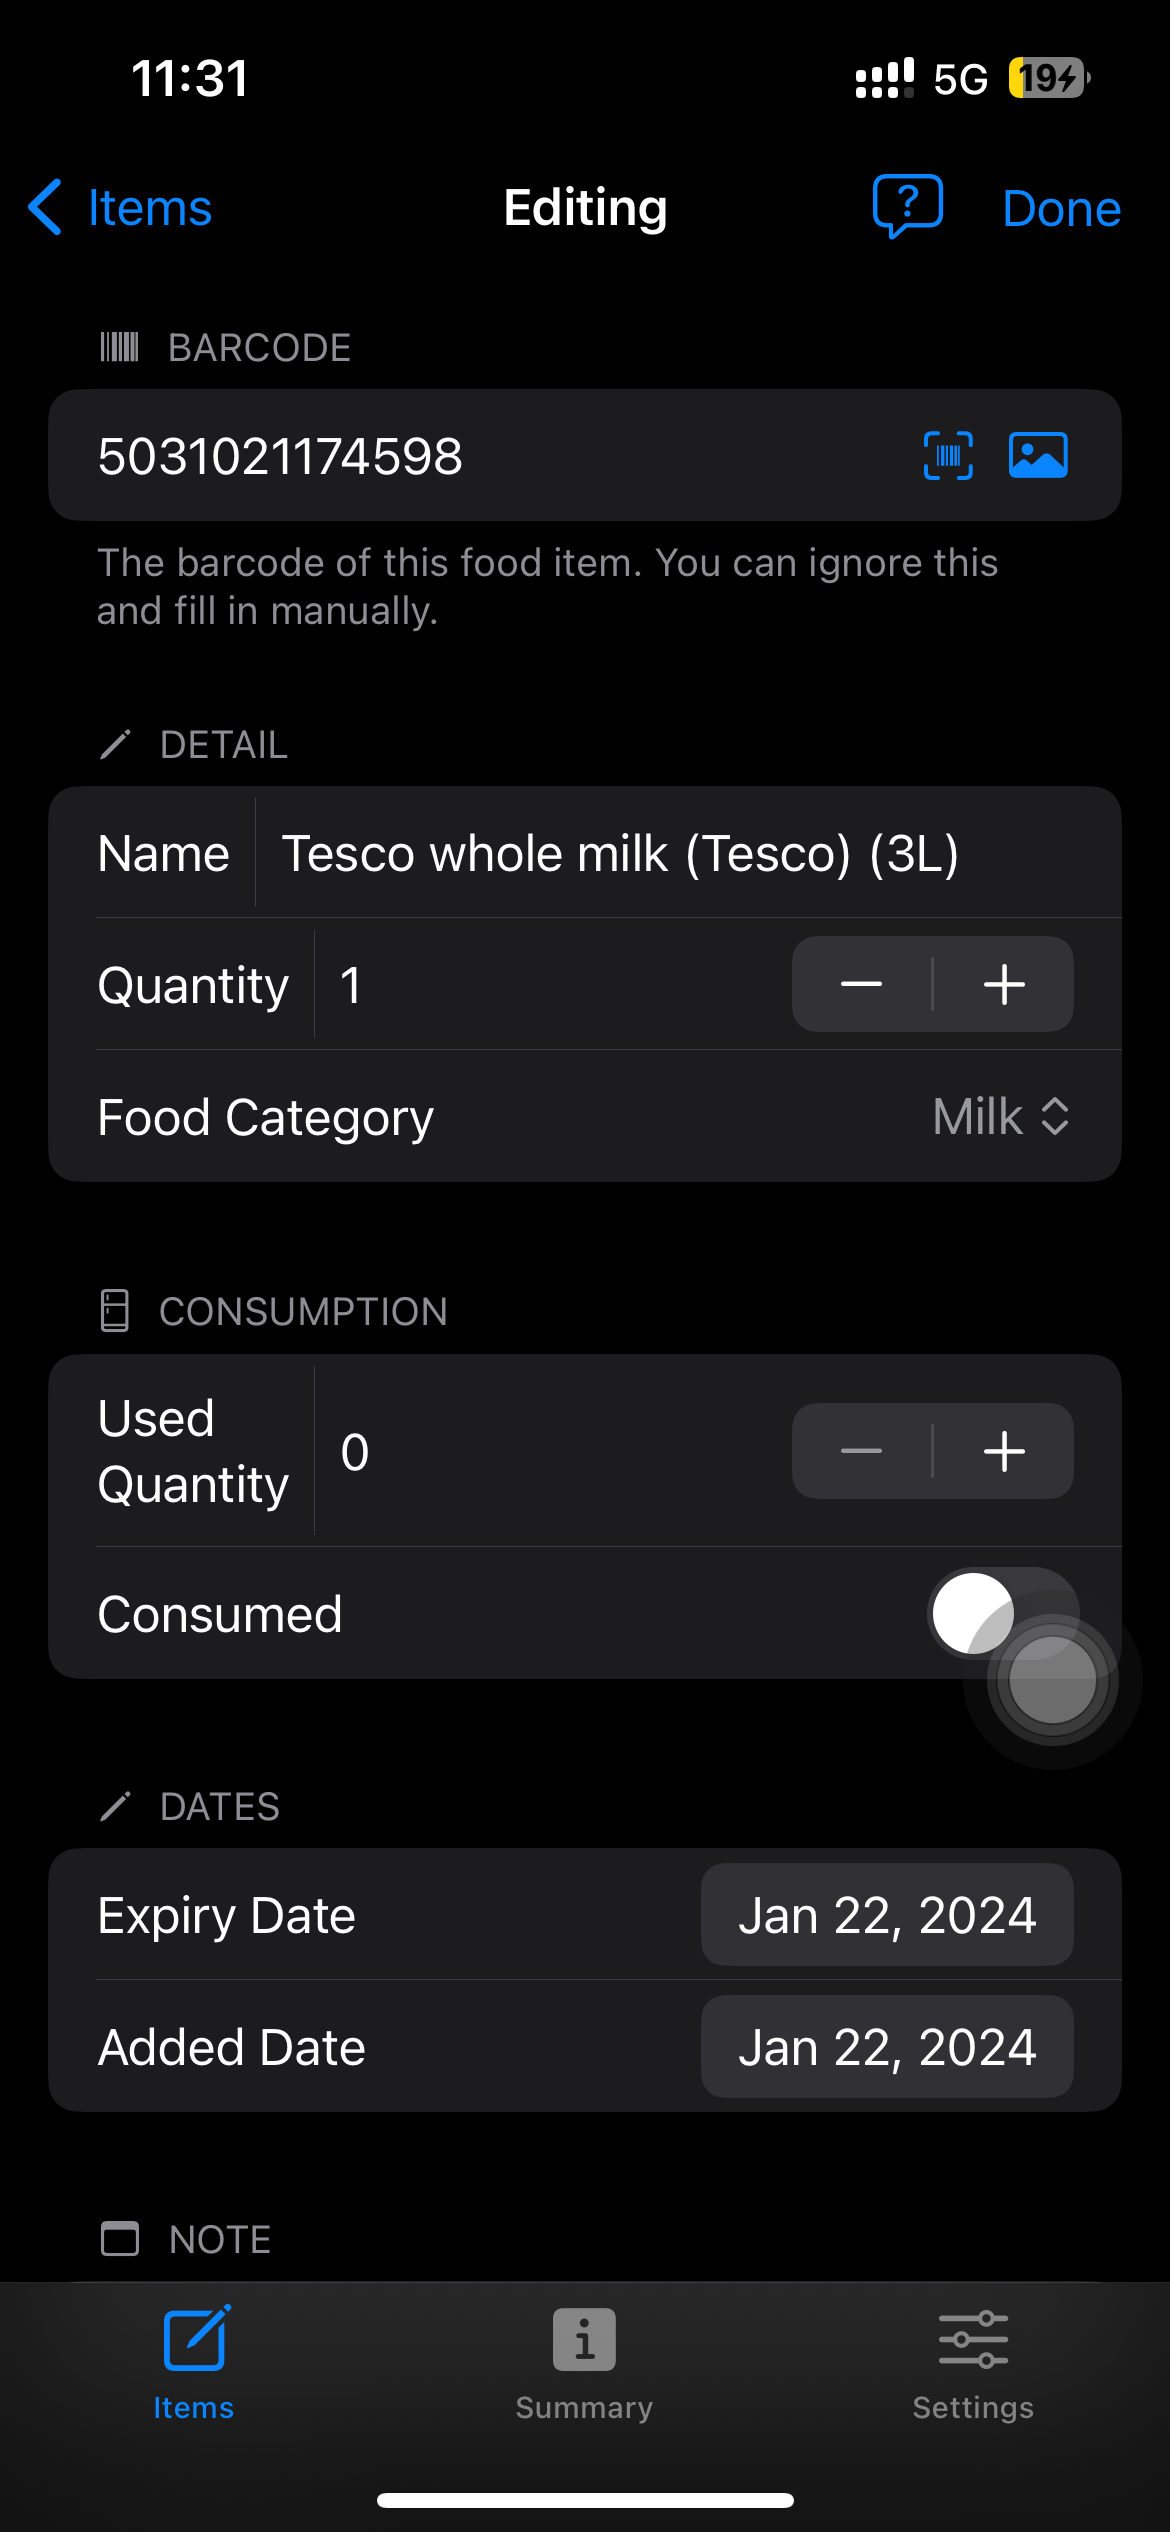 11:31
5G
19
Items
Editing
?
Done
BARCODE
5031021174598
The barcode of this food item. You can ignore this
and fill in manually.
DETAIL
Name
Tesco whole milk (Tesco) (3L)
Quantity
1
Food Category
Milk
CONSUMPTION
Used
Quantity
0
Consumed
DATES
Expiry Date
Jan 22, 2024
Added Date
Jan 22, 2024
NOTE
Items
Summary
Settings